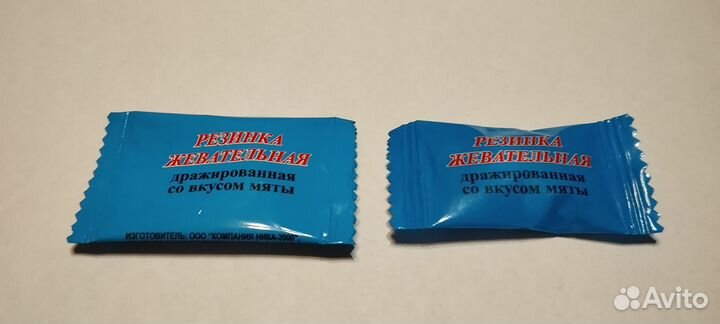 РЕЗИНКА
ЖЕВАТЕЛЬНАЯ
дражированная
со вкусом мяты
ИЗГОТОВИТЕЛЬ: ООО "КОМПАНИЯ НИКА-2000".
РЕЗИНКА
ЖЕВАТЕЛЬНАЯ
дражированная
со вкусом мяты
Avito